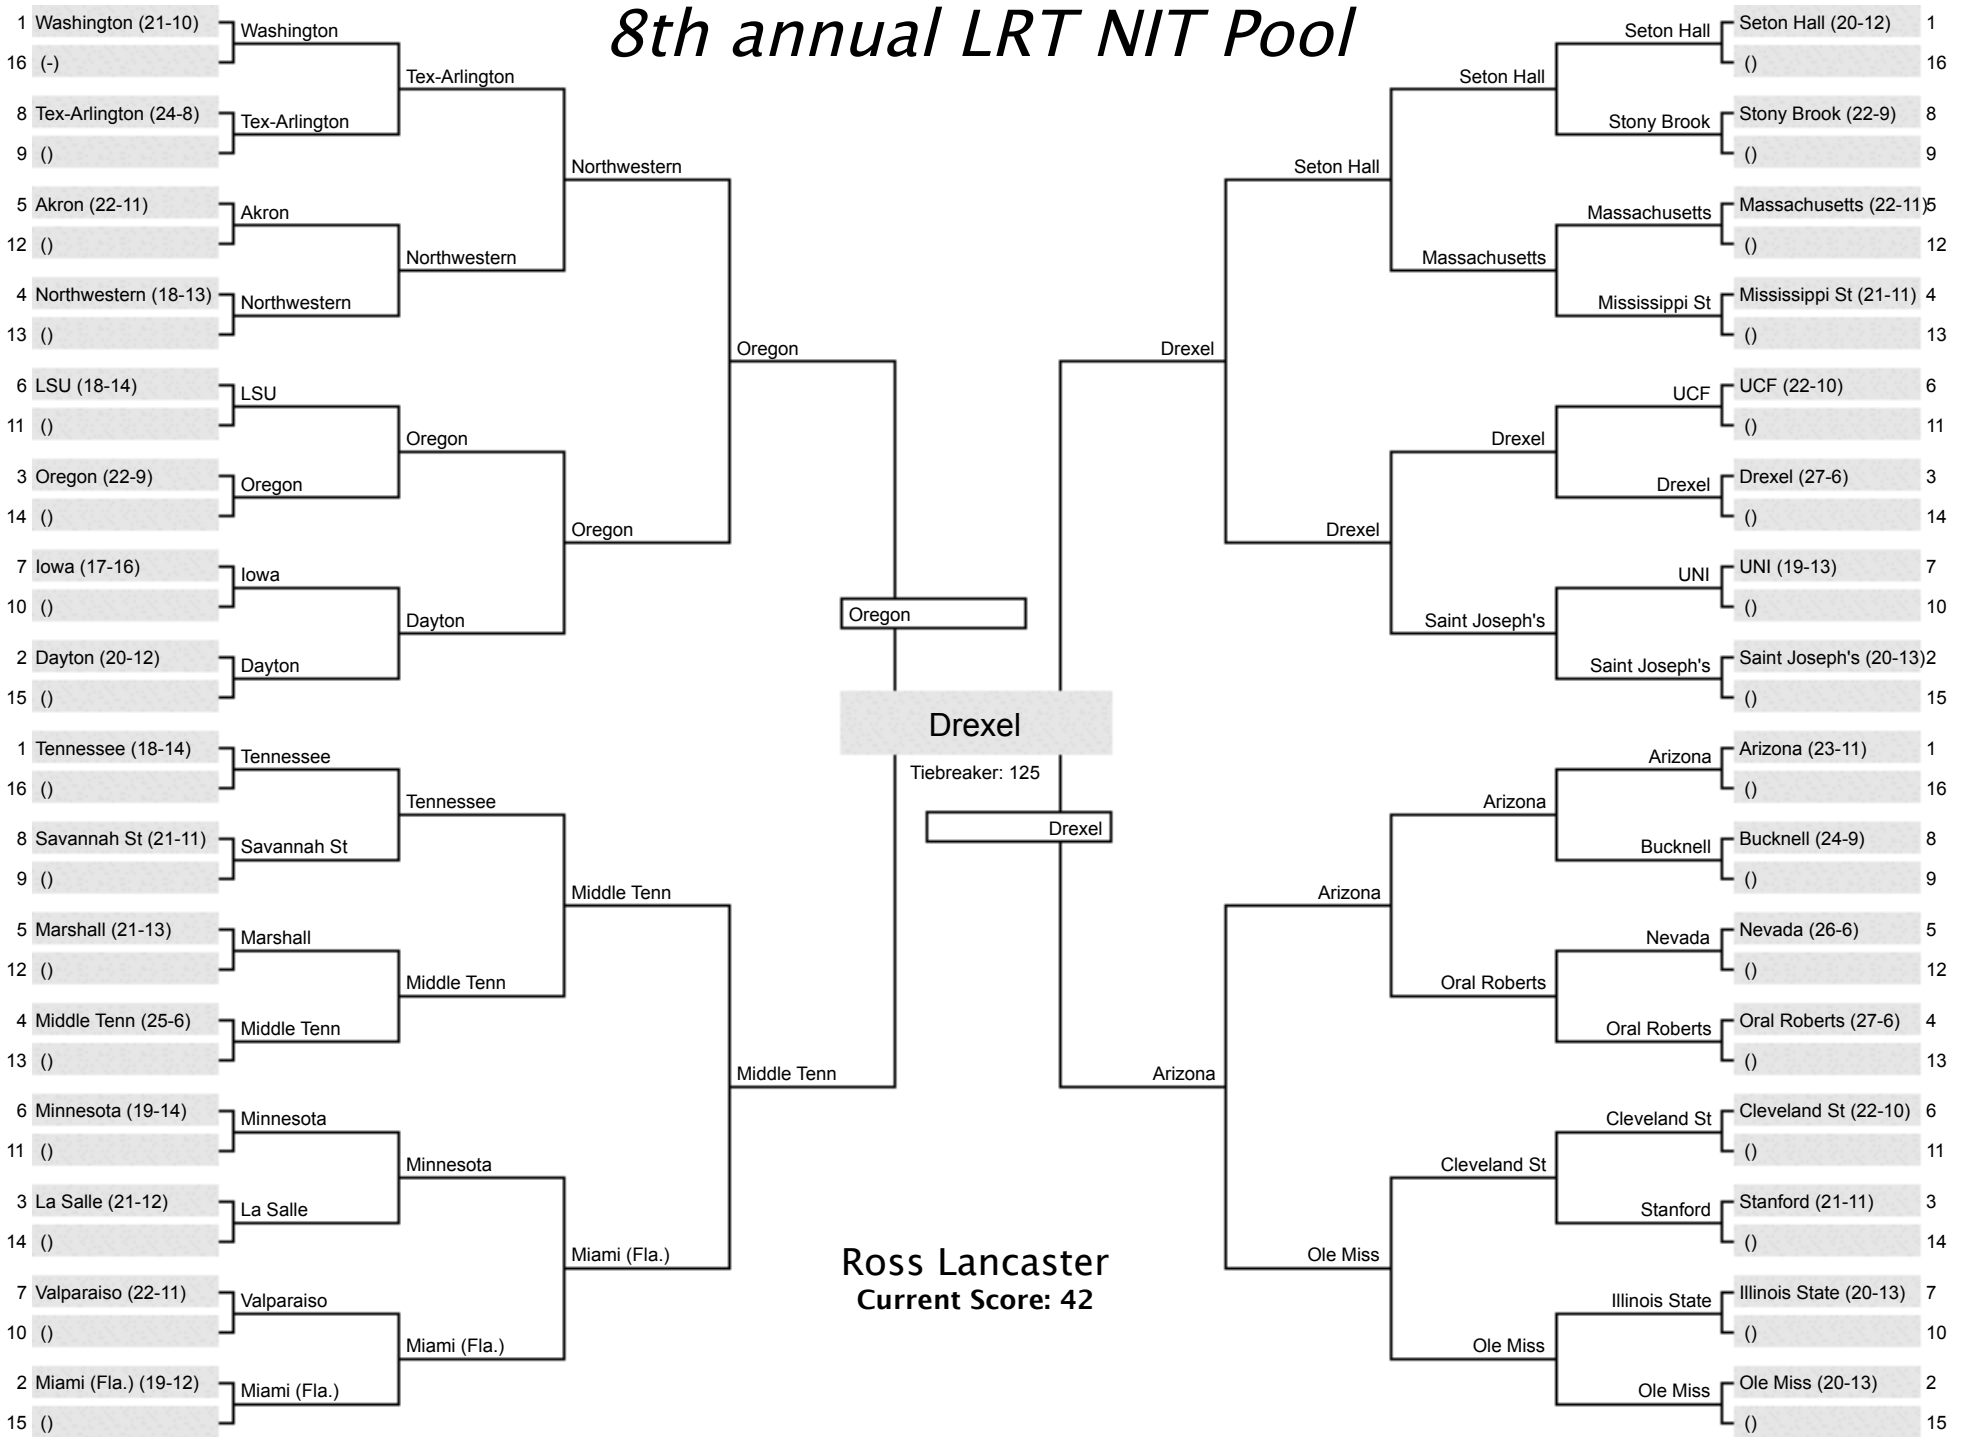 8th annual LRT NIT Pool
1 Washington (21-10)
16 (-)
8 Tex-Arlington (24-8)
9 ()
5 Akron (22-11)
12 ()
4 Northwestern (18-13)
13 ()
6 LSU (18-14)
11 ()
3 Oregon (22-9)
14 ()
7 Iowa (17-16)
10 ()
2 Dayton (20-12)
15 ()
1 Tennessee (18-14)
16 ()
8 Savannah St (21-11)
9 ()
5 Marshall (21-13)
12 ()
4 Middle Tenn (25-6)
13 ()
6 Minnesota (19-14)
11 ()
3 La Salle (21-12)
14 ()
7 Valparaiso (22-11)
10 ()
2 Miami (Fla.) (19-12)
15 ()
Washington
Tex-Arlington
Akron
Northwestern
LSU
Oregon
Iowa
Dayton
Tennessee
Savannah St
Marshall
Middle Tenn
Minnesota
La Salle
Valparaiso
Miami (Fla.)
Tex-Arlington
Northwestern
Oregon
Dayton
Tennessee
Middle Tenn
Minnesota
Miami (Fla.)
Northwestern
Oregon
Middle Tenn
Miami (Fla.)
Oregon
Middle Tenn
Oregon
Drexel
Tiebreaker: 125
Drexel
Ross Lancaster
Current Score: 42
Drexel
Arizona
Seton Hall
Drexel
Arizona
Ole Miss
Seton Hall
Massachusetts
Drexel
Saint Joseph's
Arizona
Oral Roberts
Cleveland St
Ole Miss
Seton Hall
Stony Brook
Massachusetts
Mississippi St
UCF
Drexel
UNI
Saint Joseph's
Arizona
Bucknell
Nevada
Oral Roberts
Cleveland St
Stanford
Illinois State
Ole Miss
Seton Hall (20-12) 1
() 16
Stony Brook (22-9) 8
() 9
Massachusetts (22-11) 5
() 12
Mississippi St (21-11) 4
() 13
UCF (22-10) 6
() 11
Drexel (27-6) 3
() 14
UNI (19-13) 7
() 10
Saint Joseph's (20-13) 2
() 15
Arizona (23-11) 1
() 16
Bucknell (24-9) 8
() 9
Nevada (26-6) 5
() 12
Oral Roberts (27-6) 4
() 13
Cleveland St (22-10) 6
() 11
Stanford (21-11) 3
() 14
Illinois State (20-13) 7
() 10
Ole Miss (20-13) 2
() 15